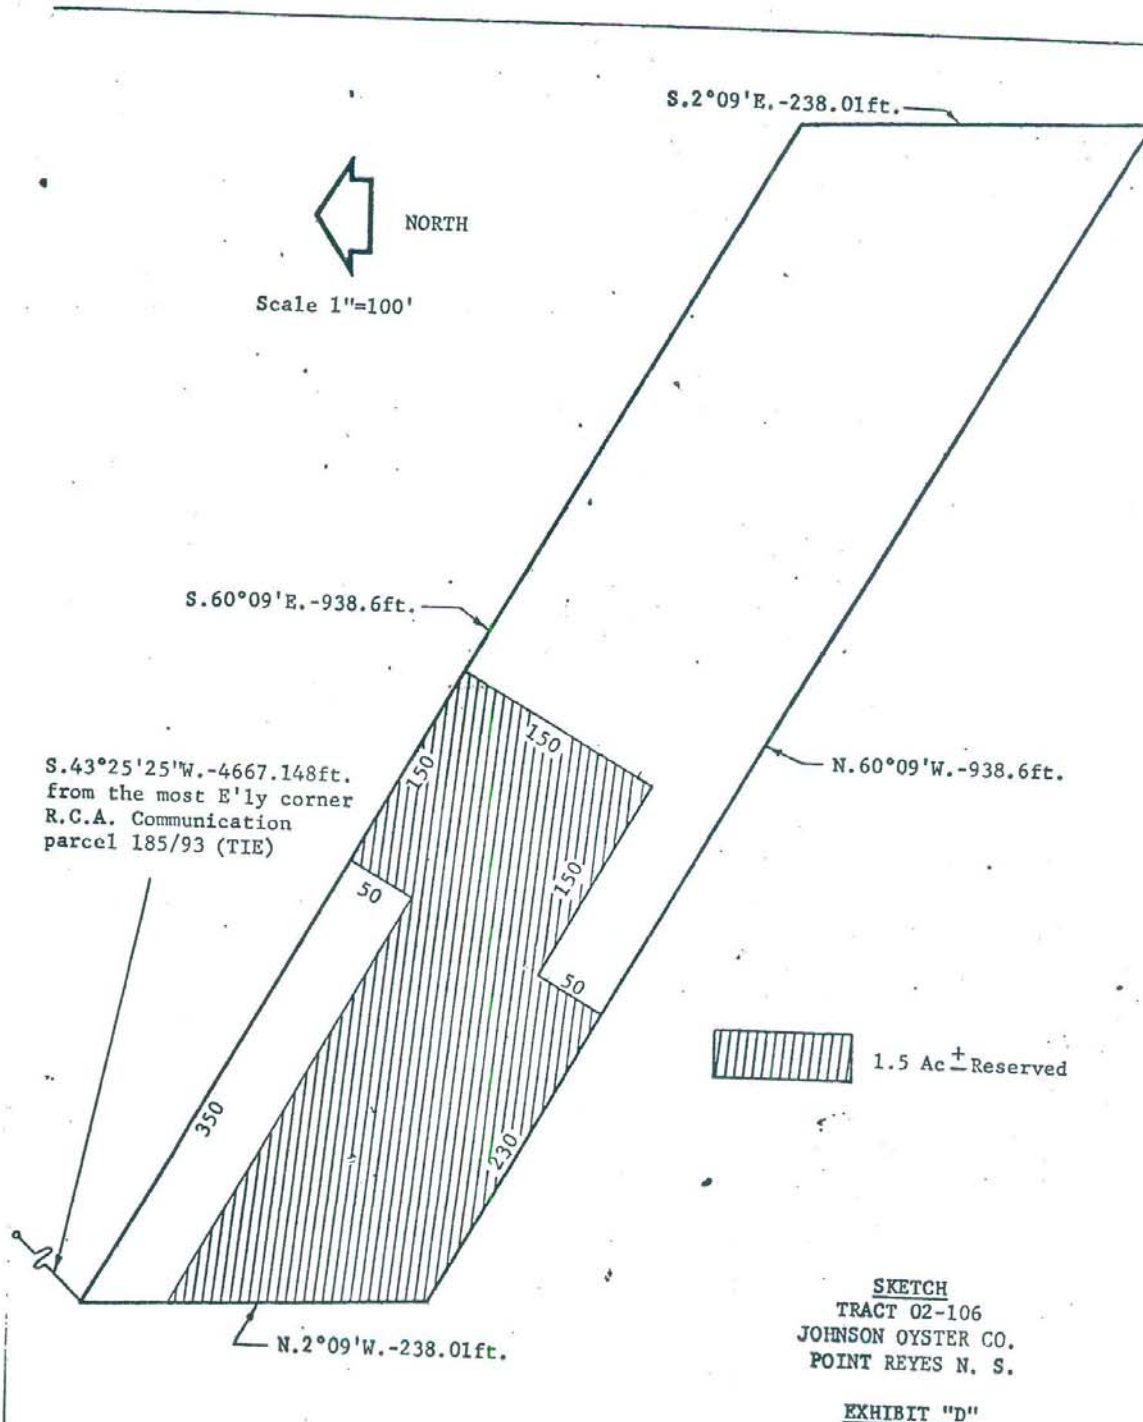 S.2°09'E.-238.01ft.
NORTH
Scale 1"=100'
S.60°09'E.-938.6ft.
150
150
S.43°25'25"W.-4667.148ft.
from the most E'ly corner
R.C.A. Communication
parcel 185/93 (TIE)
N.60°09'W.-938.6ft.
50
150
50
1.5 Ac ± Reserved
350
230
N.2°09'W.-238.01ft.
SKETCH
TRACT 02-106
JOHNSON OYSTER CO.
POINT REYES N. S.
EXHIBIT "D"